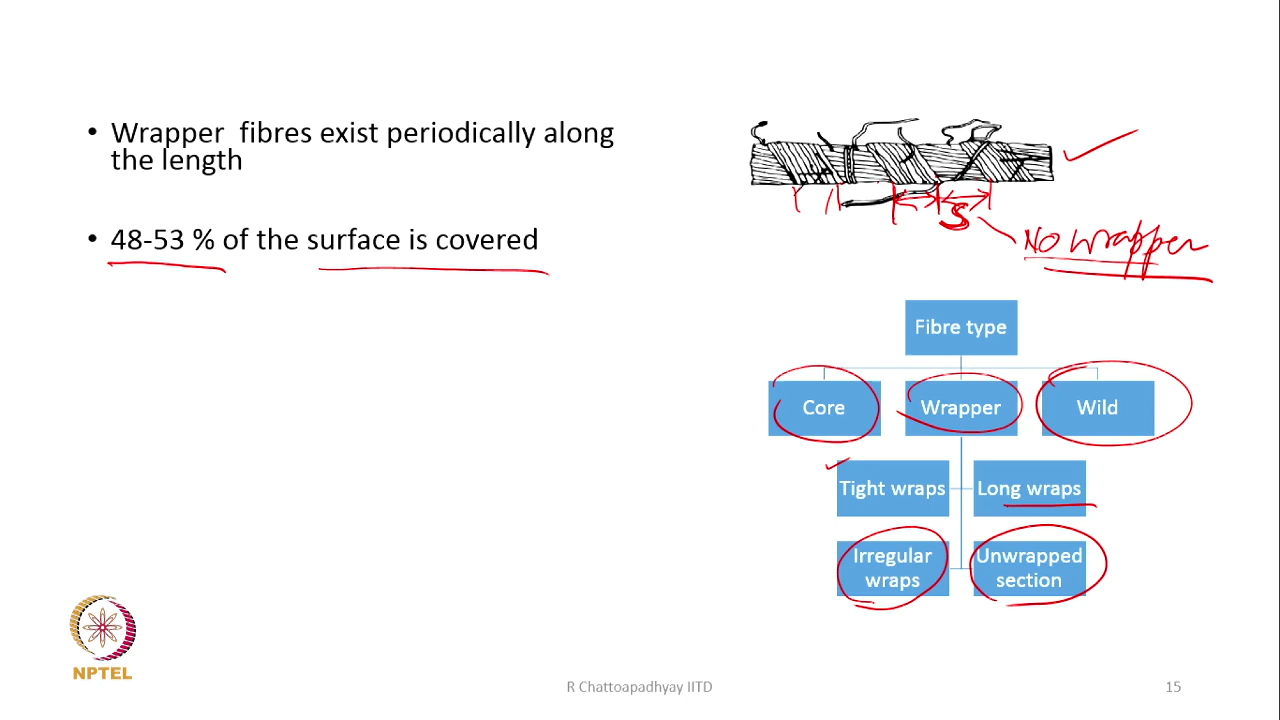 • Wrapper fibres exist periodically along
the length
• 48-53 % of the surface is covered
S
No wrapper
Fibre type
Core
Wrapper
Wild
Tight wraps
Long wraps
Irregular
wraps
Unwrapped
section
NPTEL
R Chattoapadhyay IITD
15